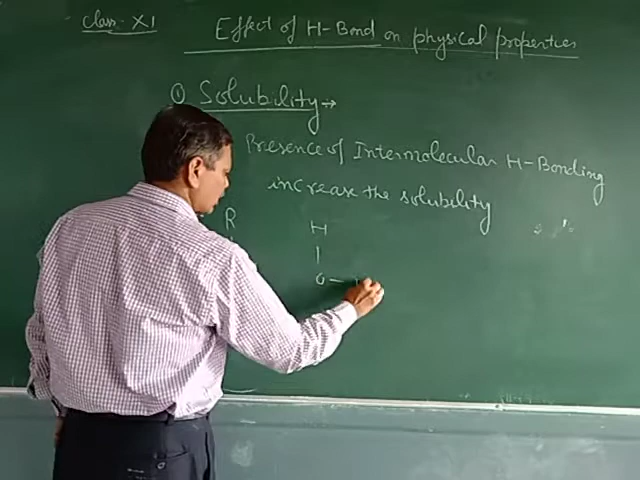 Class- XI
Effect of H-Bond on physical properties
① Solubility→
Presence of Intermolecular H-Bonding
increase the solubility
R H
|
O —